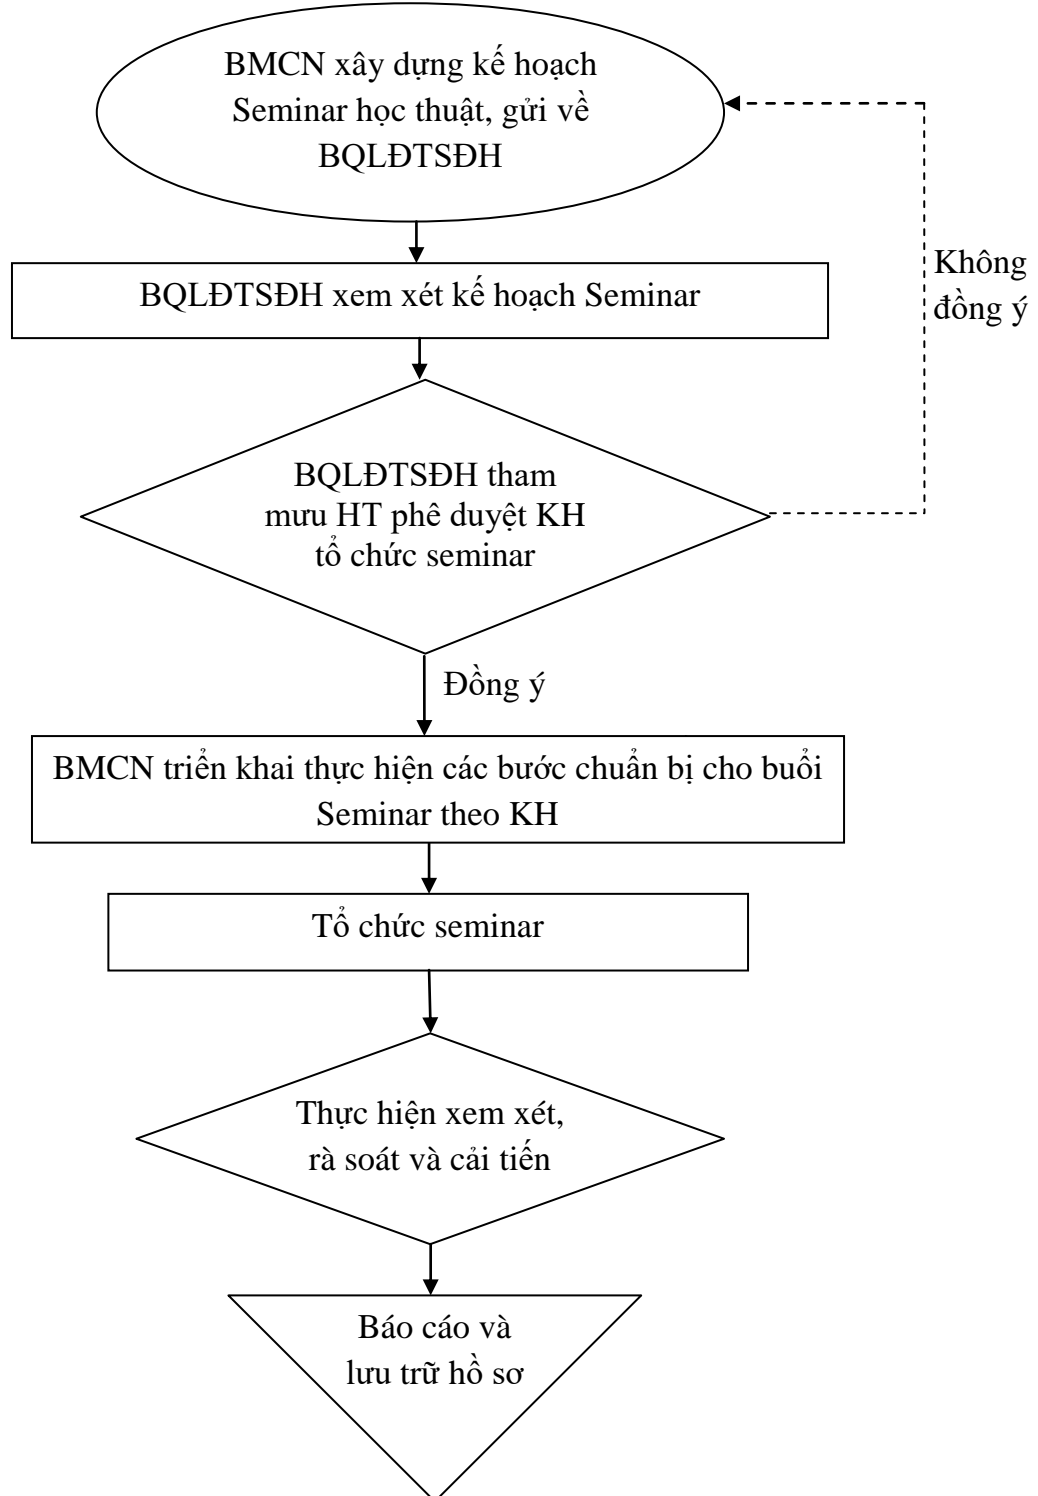 BMCN xây dựng kế hoạch
Seminar học thuật, gửi về
BQLĐTSĐH
Không
đồng ý
BQLĐTSĐH xem xét kế hoạch Seminar
BQLĐTSĐH tham
mưu HT phê duyệt KH
tổ chức seminar
Đồng ý
BMCN triển khai thực hiện các bước chuẩn bị cho buổi
Seminar theo KH
Tổ chức seminar
Thực hiện xem xét,
rà soát và cải tiến
Báo cáo và
lưu trữ hồ sơ